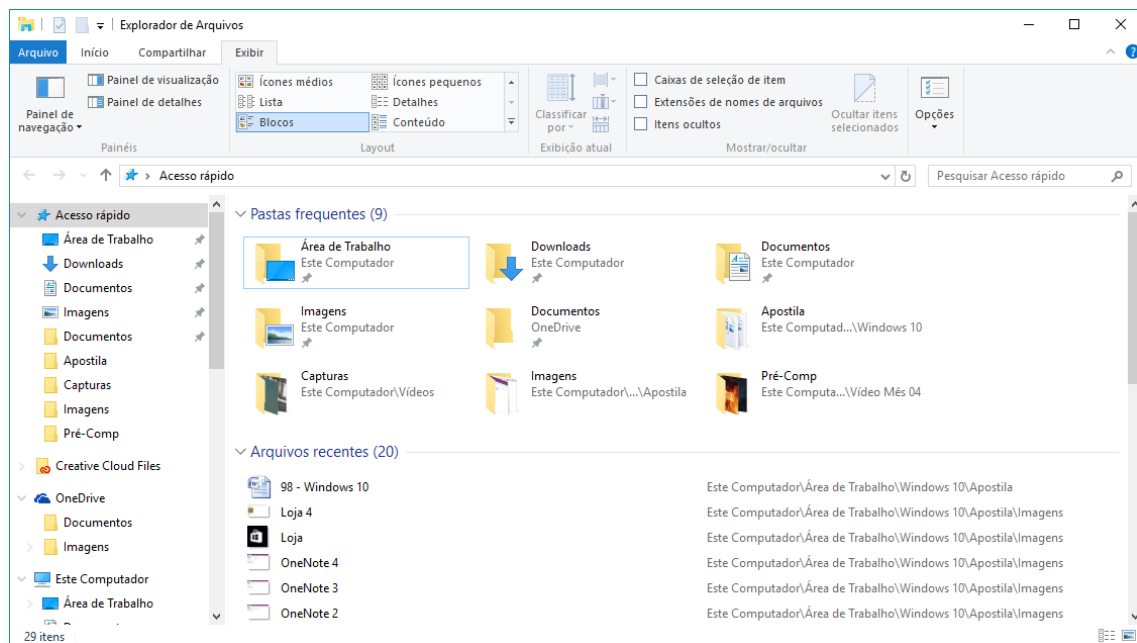 Explorador de Arquivos
Arquivo Início Compartilhar Exibir
Painel de navegação
Painel de visualização
Painel de detalhes
Painéis
Ícones médios Ícones pequenos
Lista Detalhes
Blocos Conteúdo
Layout
Classificar por
Exibição atual
Caixas de seleção de item
Extensões de nomes de arquivos
Itens ocultos
Ocultar itens selecionados
Mostrar/ocultar
Opções
Acesso rápido
Pesquisar Acesso rápido
Acesso rápido
Área de Trabalho
Downloads
Documentos
Imagens
Documentos
Apostila
Capturas
Imagens
Pré-Comp
Creative Cloud Files
OneDrive
Documentos
Imagens
Este Computador
Área de Trabalho
Pastas frequentes (9)
Área de Trabalho
Este Computador
Downloads
Este Computador
Documentos
Este Computador
Imagens
Este Computador
Documentos
OneDrive
Apostila
Este Computad...\Windows 10
Capturas
Este Computador\Vídeos
Imagens
Este Computador\...\Apostila
Pré-Comp
Este Computa...\Vídeo Mês 04
Arquivos recentes (20)
98 - Windows 10 Este Computador\Área de Trabalho\Windows 10\Apostila
Loja 4 Este Computador\Área de Trabalho\Windows 10\Apostila\Imagens
Loja Este Computador\Área de Trabalho\Windows 10\Apostila\Imagens
OneNote 4 Este Computador\Área de Trabalho\Windows 10\Apostila\Imagens
OneNote 3 Este Computador\Área de Trabalho\Windows 10\Apostila\Imagens
OneNote 2 Este Computador\Área de Trabalho\Windows 10\Apostila\Imagens
29 itens